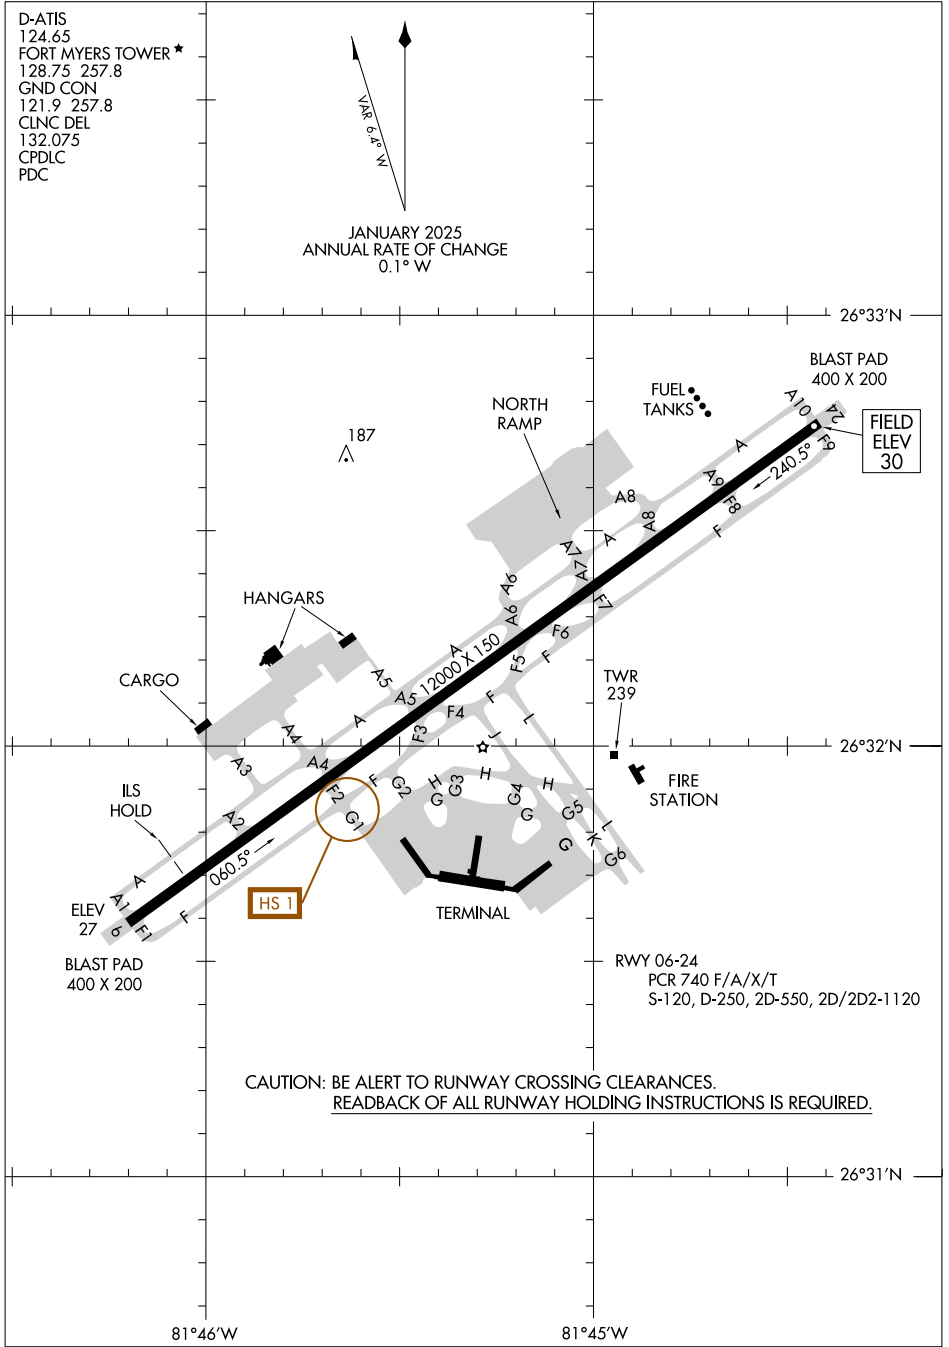 D-ATIS
124.65
FORT MYERS TOWER ★
128.75 257.8
GND CON
121.9 257.8
CLNC DEL
132.075
CPDLC
PDC
VAR 6.4° W
JANUARY 2025
ANNUAL RATE OF CHANGE
0.1° W
26°33'N
BLAST PAD
400 X 200
FUEL
TANKS
A10
24
NORTH
RAMP
FIELD
ELEV
30
187
A
F9
240.5°
A9
F8
A8
A8
F
A
A7
A7
A6
A6
F7
HANGARS
F6
A
F5
F
12000 X 150
CARGO
A5
A5
TWR
239
F
F4
L
A
F3
J
A4
A4
26°32'N
A3
H
H
H
F
G2
G3
G4
G5
G
G
G
FIRE
STATION
ILS
HOLD
F2
G1
A2
L
K
G6
060.5°
A
A1
HS 1
ELEV
27
6
F1
F
TERMINAL
BLAST PAD
400 X 200
RWY 06-24
PCR 740 F/A/X/T
S-120, D-250, 2D-550, 2D/2D2-1120
CAUTION: BE ALERT TO RUNWAY CROSSING CLEARANCES.
READBACK OF ALL RUNWAY HOLDING INSTRUCTIONS IS REQUIRED.
26°31'N
81°46'W
81°45'W